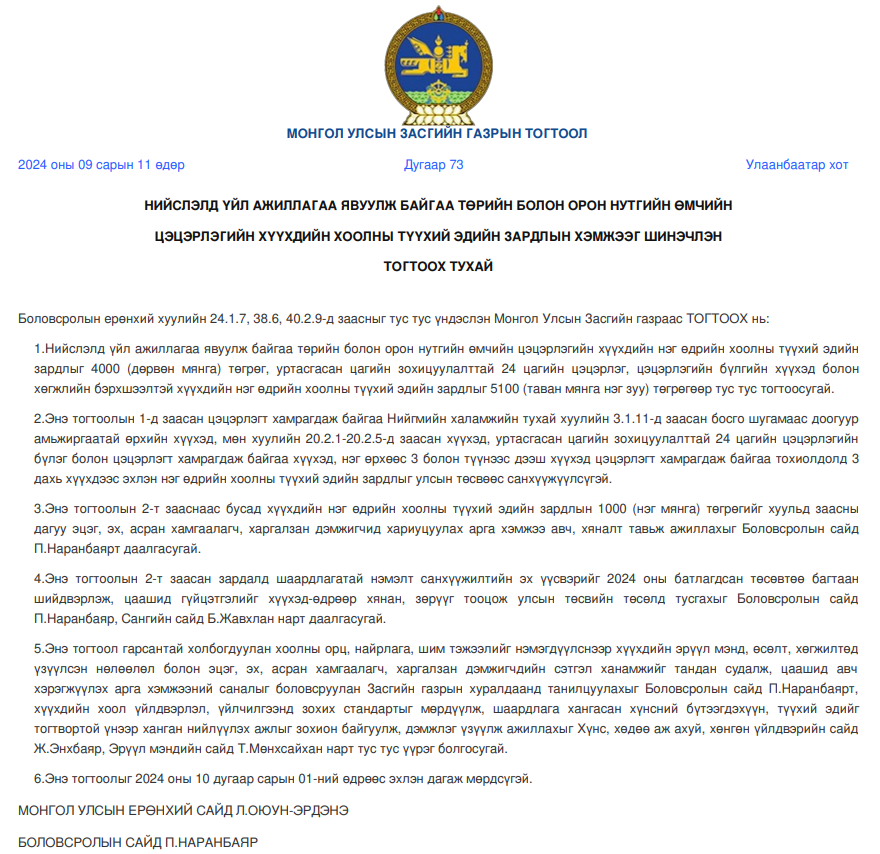 МОНГОЛ УЛСЫН ЗАСГИЙН ГАЗРЫН ТОГТООЛ
2024 оны 09 сарын 11 өдөр Дугаар 73 Улаанбаатар хот
НИЙСЛЭЛД ҮЙЛ АЖИЛЛАГАА ЯВУУЛЖ БАЙГАА ТӨРИЙН БОЛОН ОРОН НУТГИЙН ӨМЧИЙН
ЦЭЦЭРЛЭГИЙН ХҮҮХДИЙН ХООЛНЫ ТҮҮХИЙ ЭДИЙН ЗАРДЛЫН ХЭМЖЭЭГ ШИНЭЧЛЭН
ТОГТООХ ТУХАЙ
Боловсролын ерөнхий хуулийн 24.1.7, 38.6, 40.2.9-д заасныг тус тус үндэслэн Монгол Улсын Засгийн газраас ТОГТООХ нь:
1.Нийслэлд үйл ажиллагаа явуулж байгаа төрийн болон орон нутгийн өмчийн цэцэрлэгийн хүүхдийн нэг өдрийн хоолны түүхий эдийн
зардлыг 4000 (дөрвөн мянга) төгрөг, уртасгасан цагийн зохицуулалттай 24 цагийн цэцэрлэг, цэцэрлэгийн бүлгийн хүүхэд болон
хөгжлийн бэрхшээлтэй хүүхдийн нэг өдрийн хоолны түүхий эдийн зардлыг 5100 (таван мянга нэг зуу) төгрөгөөр тус тус тогтоосугай.
2.Энэ тогтоолын 1-д заасан цэцэрлэгт хамрагдаж байгаа Нийгмийн халамжийн тухай хуулийн 3.1.11-д заасан босго шугамаас доогуур
амьжиргаатай өрхийн хүүхэд, мөн хуулийн 20.2.1-20.2.5-д заасан хүүхэд, уртасгасан цагийн зохицуулалттай 24 цагийн цэцэрлэгийн
бүлэг болон цэцэрлэгт хамрагдаж байгаа хүүхэд, нэг өрхөөс 3 болон түүнээс дээш хүүхэд цэцэрлэгт хамрагдаж байгаа тохиолдолд 3
дахь хүүхдээс эхлэн нэг өдрийн хоолны түүхий эдийн зардлыг улсын төсвөөс санхүүжүүлсүгэй.
3.Энэ тогтоолын 2-т зааснаас бусад хүүхдийн нэг өдрийн хоолны түүхий эдийн зардлын 1000 (нэг мянга) төгрөгийг хуульд заасны
дагуу эцэг, эх, асран хамгаалагч, харгалзан дэмжигчид хариуцуулах арга хэмжээ авч, хяналт тавьж ажиллахыг Боловсролын сайд
П.Наранбаярт даалгасугай.
4.Энэ тогтоолын 2-т заасан зардалд шаардлагатай нэмэлт санхүүжилтийн эх үүсвэрийг 2024 оны батлагдсан төсөвтөө багтаан
шийдвэрлэж, цаашид гүйцэтгэлийг хүүхэд-өдрөөр хянан, зөрүүг тооцож улсын төсвийн төсөлд тусгахыг Боловсролын сайд
П.Наранбаяр, Сангийн сайд Б.Жавхлан нарт даалгасугай.
5.Энэ тогтоол гарсантай холбогдуулан хоолны орц, найрлага, шим тэжээлийг нэмэгдүүлснээр хүүхдийн эрүүл мэнд, өсөлт, хөгжилтөд
үзүүлсэн нөлөөлөл болон эцэг, эх, асран хамгаалагч, харгалзан дэмжигчдийн сэтгэл ханамжийг тандан судалж, цаашид авч
хэрэгжүүлэх арга хэмжээний саналыг боловсруулан Засгийн газрын хуралдаанд танилцуулахыг Боловсролын сайд П.Наранбаярт,
хүүхдийн хоол үйлдвэрлэл, үйлчилгээнд зохих стандартыг мөрдүүлж, шаардлага хангасан хүнсний бүтээгдэхүүн, түүхий эдийг
тогтвортой үнээр ханган нийлүүлэх ажлыг зохион байгуулж, дэмжлэг үзүүлж ажиллахыг Хүнс, хөдөө аж ахуй, хөнгөн үйлдвэрийн сайд
Ж.Энхбаяр, Эрүүл мэндийн сайд Т.Мөнхсайхан нарт тус тус үүрэг болгосугай.
6.Энэ тогтоолыг 2024 оны 10 дугаар сарын 01-ний өдрөөс эхлэн дагаж мөрдсүгэй.
МОНГОЛ УЛСЫН ЕРӨНХИЙ САЙД Л.ОЮУН-ЭРДЭНЭ
БОЛОВСРОЛЫН САЙД П.НАРАНБАЯР